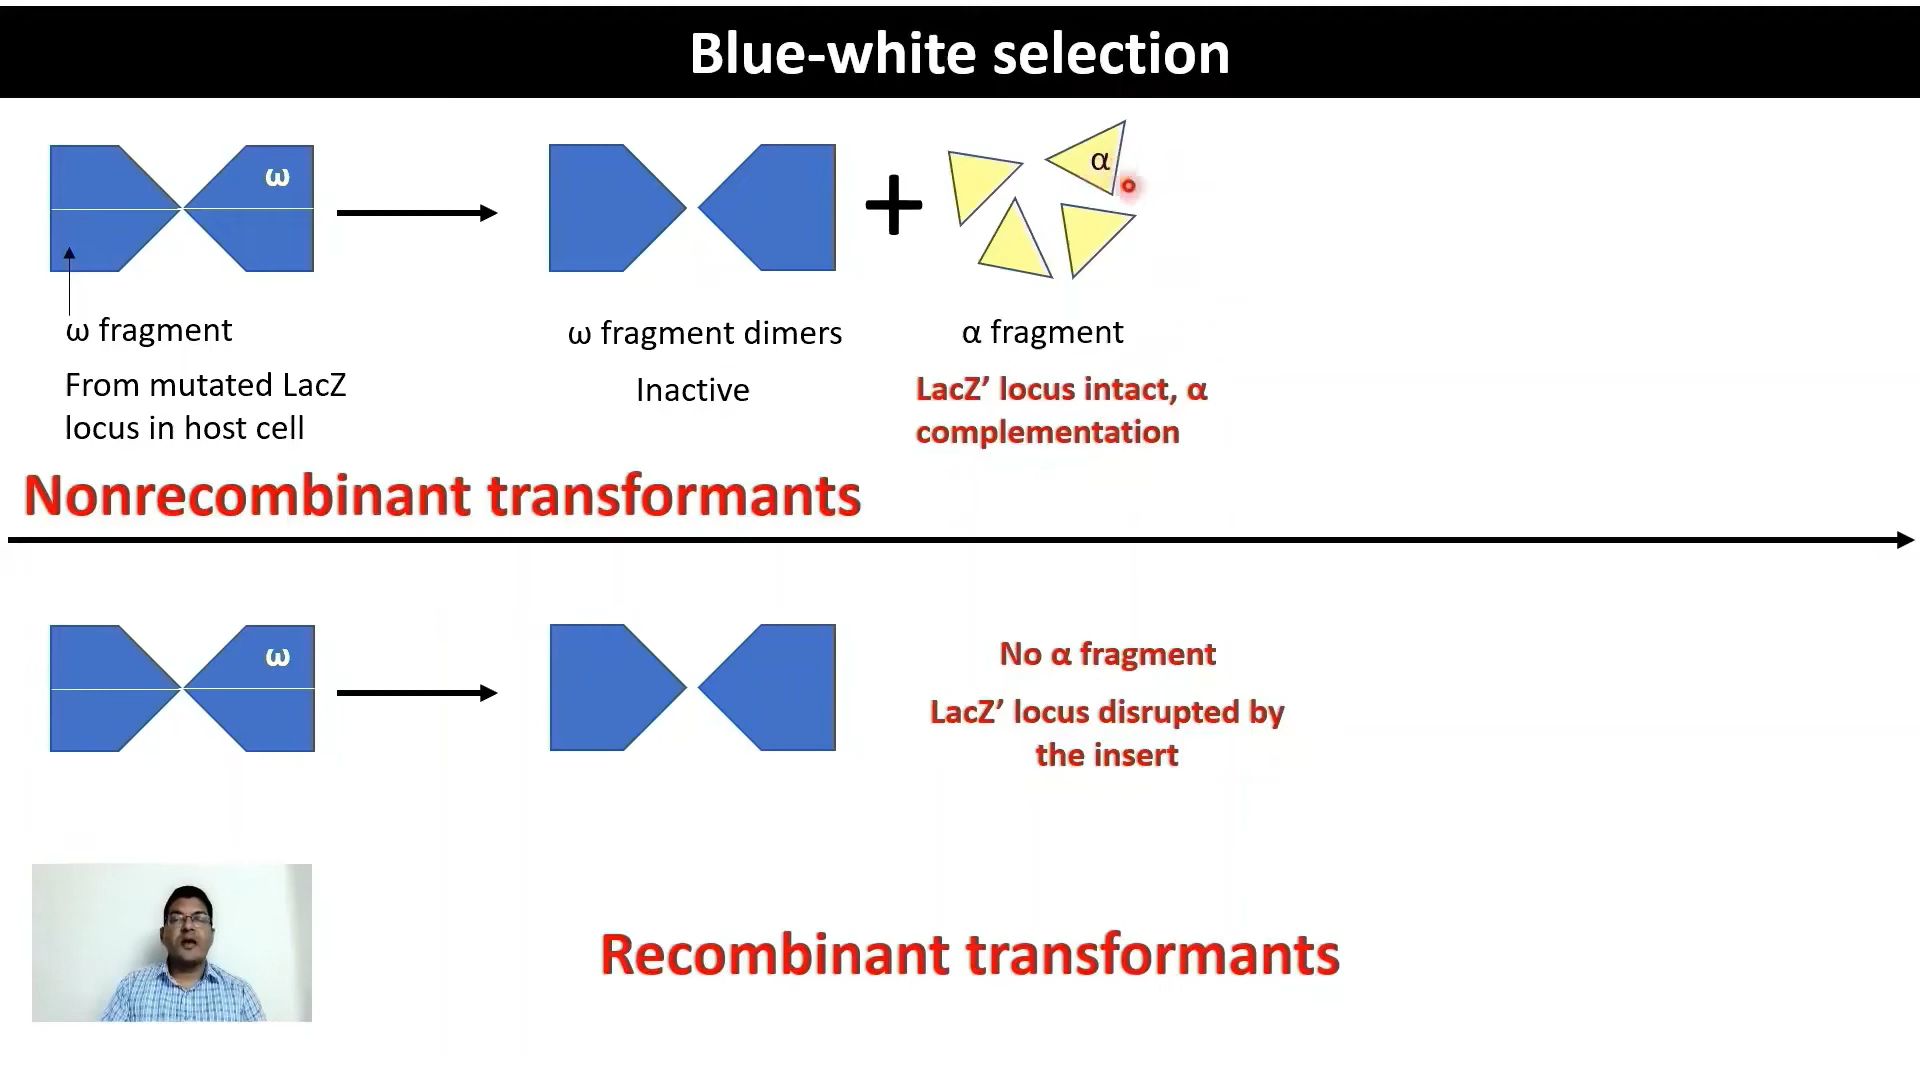 Blue-white selection
ω
α
ω fragment
ω fragment dimers
α fragment
From mutated LacZ
locus in host cell
Inactive
LacZ’ locus intact, α
complementation
Nonrecombinant transformants
ω
No α fragment
LacZ’ locus disrupted by
the insert
Recombinant transformants